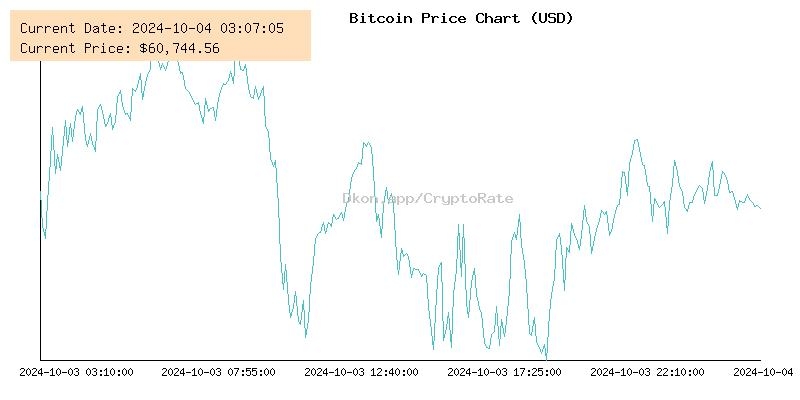 Bitcoin Price Chart (USD)
Current Date: 2024-10-04 03:07:05
Current Price: $60,744.56
Dkon.app/CryptoRate
2024-10-03 03:10:00 2024-10-03 07:55:00 2024-10-03 12:40:00 2024-10-03 17:25:00 2024-10-03 22:10:00 2024-10-04